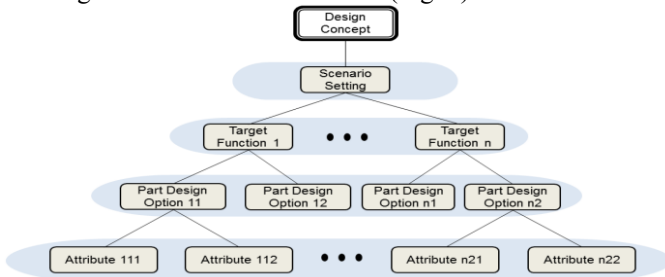 Design
Concept
Scenario
Setting
Target
Function 1
• • •
Target
Function n
Part Design
Option 11
Part Design
Option 12
Part Design
Option n1
Part Design
Option n2
Attribute 111
Attribute 112
• • •
Attribute n21
Attribute n22